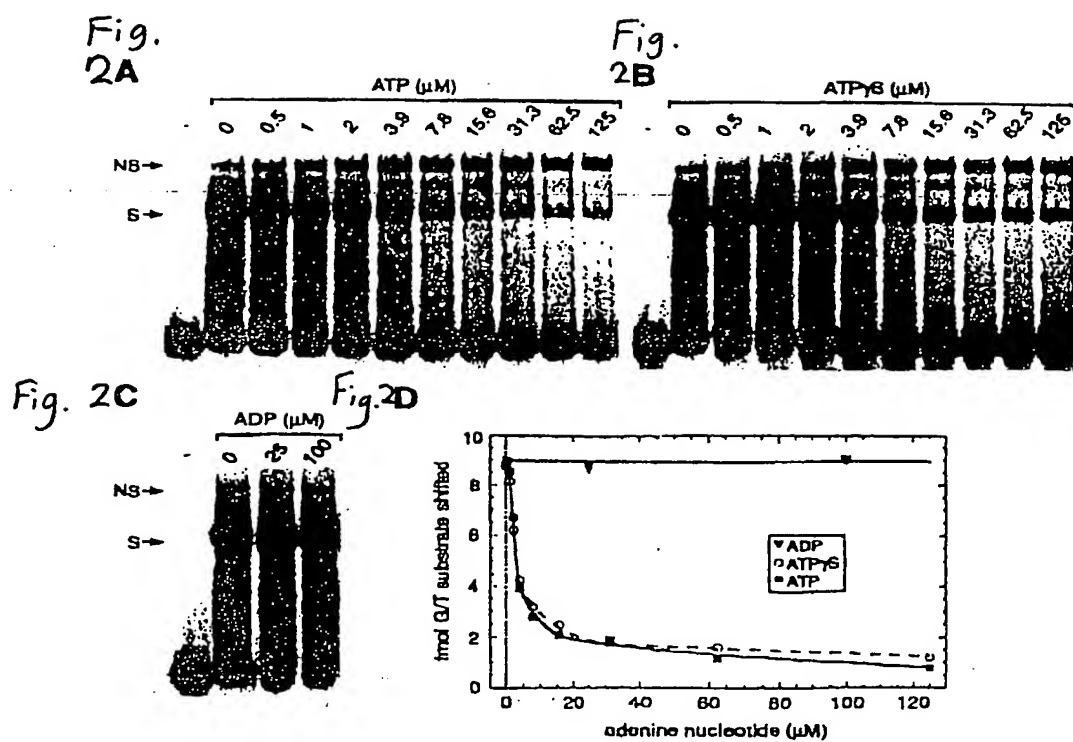 Fig.
2A
ATP (μM)
0 0.5 1 2 3.9 7.8 15.6 31.3 62.5 125
NS→
S→
Fig.
2B
ATPγS (μM)
0 0.5 1 2 3.9 7.8 15.6 31.3 62.5 125
Fig. 2C
ADP (μM)
0 25 100
NS→
S→
Fig. 2D
fmol G/T substrate shifted
10
8
6
4
2
0
ADP
ATPγS
ATP
0 20 40 60 80 100 120
adenine nucleotide (μM)